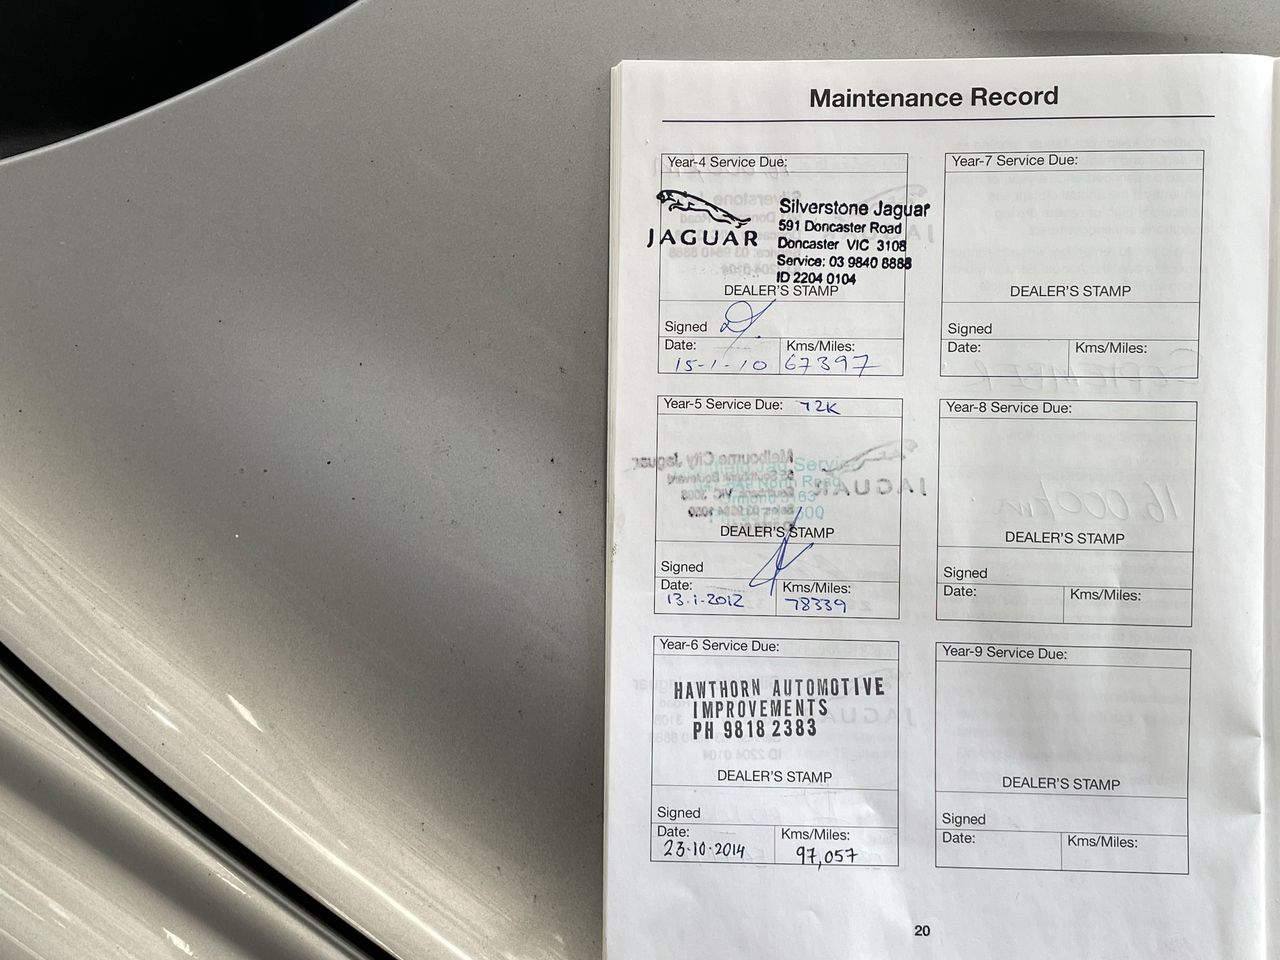 Maintenance Record
Year-4 Service Due:
JAGUAR
Silverstone Jaguar
591 Doncaster Road
Doncaster VIC 3108
Service: 03 9840 8888
ID 2204 0104
DEALER'S STAMP
Signed
Date:
15-1-10
Kms/Miles:
67397
Year-5 Service Due: 72K
Jag Service
North Road
DEALER'S STAMP
Signed
Date:
13.1.2012
Kms/Miles:
78339
Year-6 Service Due:
HAWTHORN AUTOMOTIVE
IMPROVEMENTS
PH 9818 2383
DEALER'S STAMP
Signed
Date:
23.10.2014
Kms/Miles:
97,057
Year-7 Service Due:
DEALER'S STAMP
Signed
Date:
Kms/Miles:
Year-8 Service Due:
DEALER'S STAMP
Signed
Date:
Kms/Miles:
Year-9 Service Due:
DEALER'S STAMP
Signed
Date:
Kms/Miles:
20